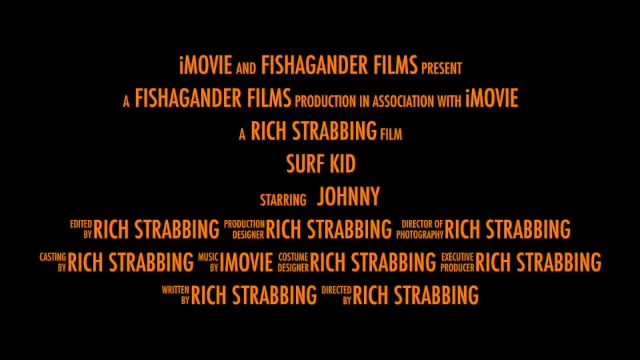 iMOVIE AND FISHAGANDER FILMS PRESENT
A FISHAGANDER FILMS PRODUCTION IN ASSOCIATION WITH iMOVIE
A RICH STRABBING FILM
SURF KID
STARRING JOHNNY
EDITED BY RICH STRABBING PRODUCTION DESIGNER RICH STRABBING DIRECTOR OF PHOTOGRAPHY RICH STRABBING
CASTING BY RICH STRABBING MUSIC BY IMOVIE COSTUME DESIGNER RICH STRABBING EXECUTIVE PRODUCER RICH STRABBING
WRITTEN BY RICH STRABBING DIRECTED BY RICH STRABBING